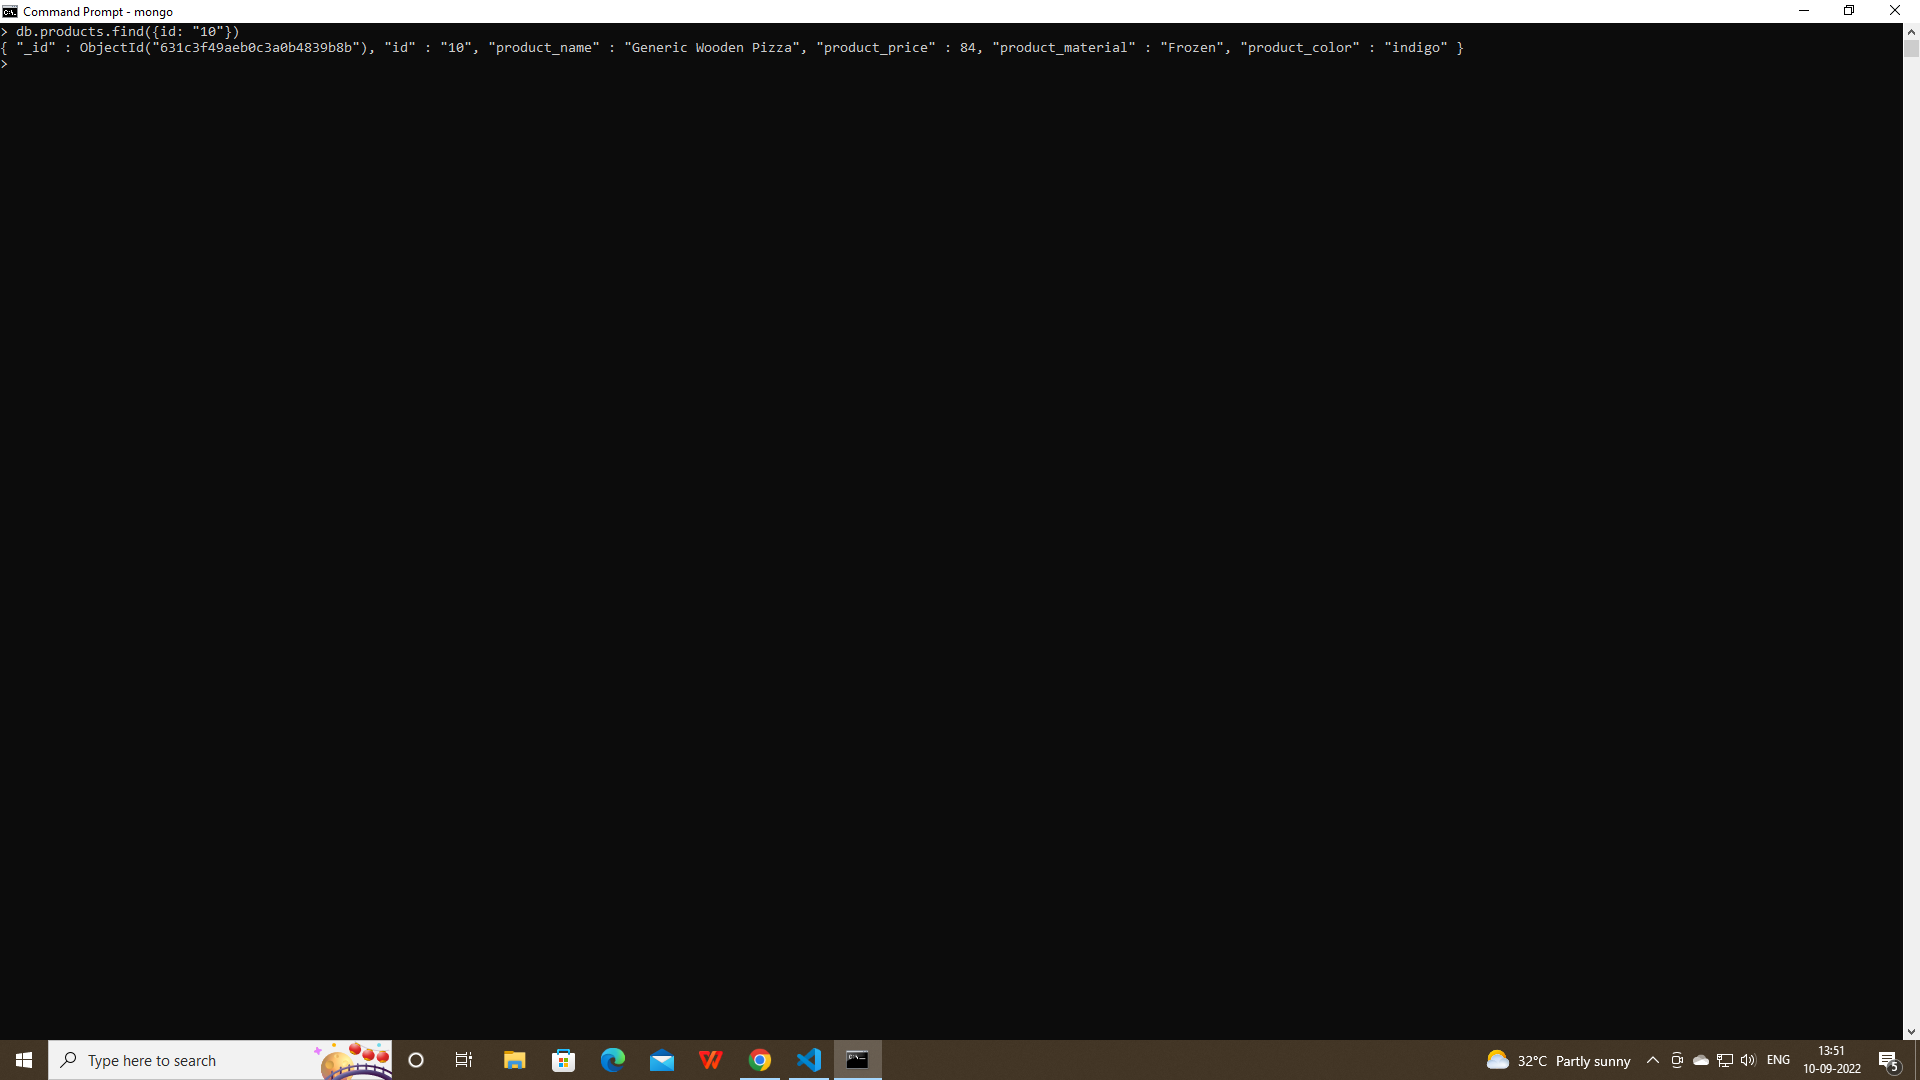 Command Prompt - mongo
> db.products.find({id: "10"})
{ "_id" : ObjectId("631c3f49aeb0c3a0b4839b8b"), "id" : "10", "product_name" : "Generic Wooden Pizza", "product_price" : 84, "product_material" : "Frozen", "product_color" : "indigo" }
>
Type here to search
32°C Partly sunny
ENG
13:51
10-09-2022
5